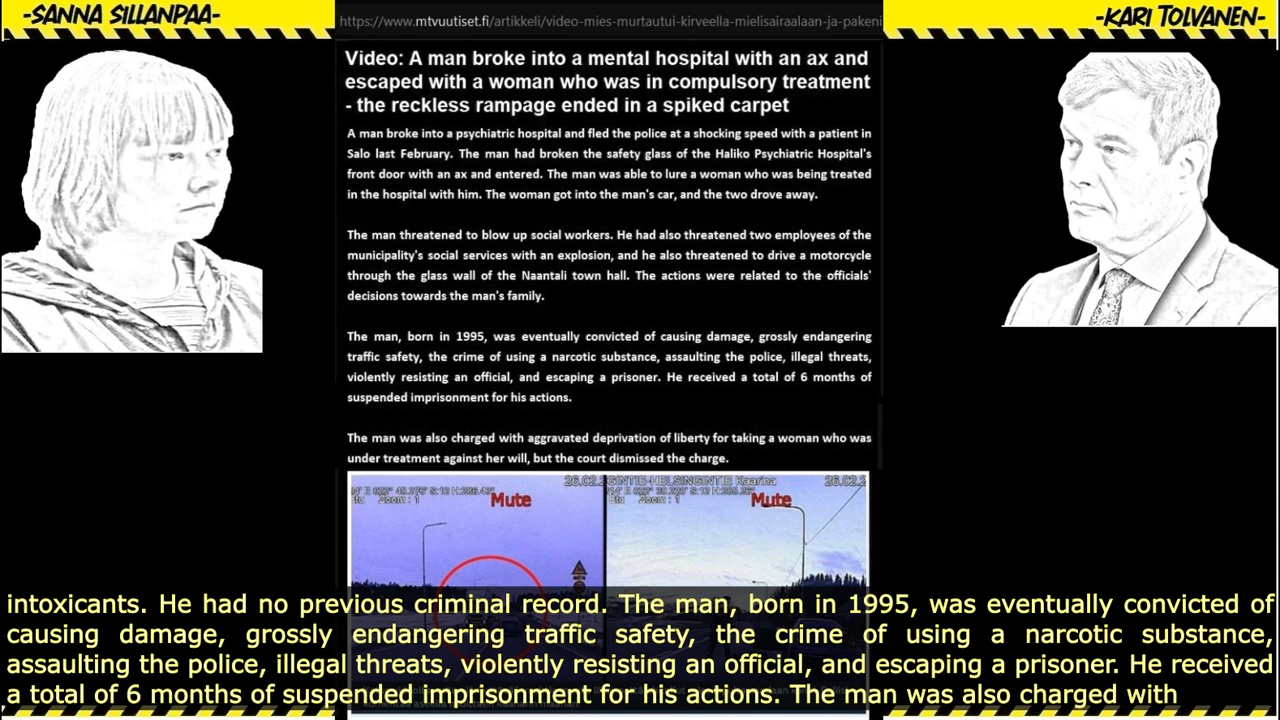 -SANNA SILLANPAA-
-KARI TOLVANEN-
https://www.mtvuutiset.fi/artikkeli/video-mies-murtautui-kirveella-mielisairaalaan-ja-pakeni
Video: A man broke into a mental hospital with an ax and
escaped with a woman who was in compulsory treatment
- the reckless rampage ended in a spiked carpet
A man broke into a psychiatric hospital and fled the police at a shocking speed with a patient in
Salo last February. The man had broken the safety glass of the Haliko Psychiatric Hospital's
front door with an ax and entered. The man was able to lure a woman who was being treated
in the hospital with him. The woman got into the man's car, and the two drove away.
The man threatened to blow up social workers. He had also threatened two employees of the
municipality's social services with an explosion, and he also threatened to drive a motorcycle
through the glass wall of the Naantali town hall. The actions were related to the officials'
decisions towards the man's family.
The man, born in 1995, was eventually convicted of causing damage, grossly endangering
traffic safety, the crime of using a narcotic substance, assaulting the police, illegal threats,
violently resisting an official, and escaping a prisoner. He received a total of 6 months of
suspended imprisonment for his actions.
The man was also charged with aggravated deprivation of liberty for taking a woman who was
under treatment against her will, but the court dismissed the charge.
26.02.2
GINTIE-HELSINGINTIE Kaarina
26.02.2
Zoom : 1
Mute
Zoom : 1
Mute
intoxicants. He had no previous criminal record. The man, born in 1995, was eventually convicted of
causing damage, grossly endangering traffic safety, the crime of using a narcotic substance,
assaulting the police, illegal threats, violently resisting an official, and escaping a prisoner. He received
a total of 6 months of suspended imprisonment for his actions. The man was also charged with